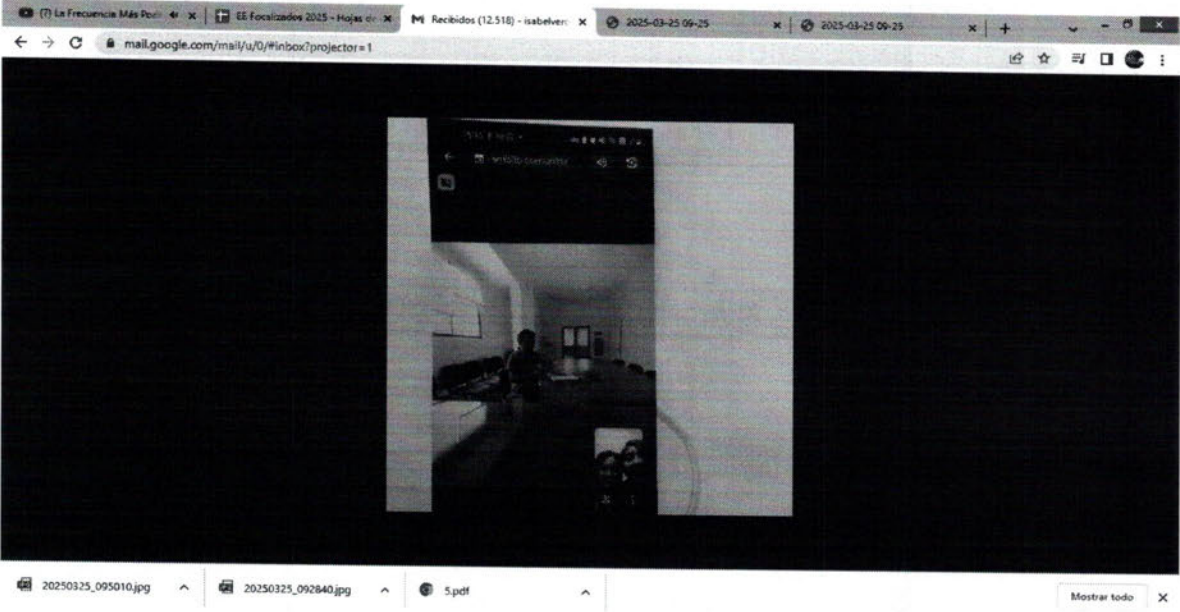 (7) La Frecuencia Más Pod
EE Focalizados 2025 - Hojas de
Recibidos (12.518) - isabelver
2025-03-25 09-25
2025-03-25 09-25
mail.google.com/mail/u/0/#inbox?projector=1
20250325_095010.jpg
20250325_092840.jpg
5.pdf
Mostrar todo